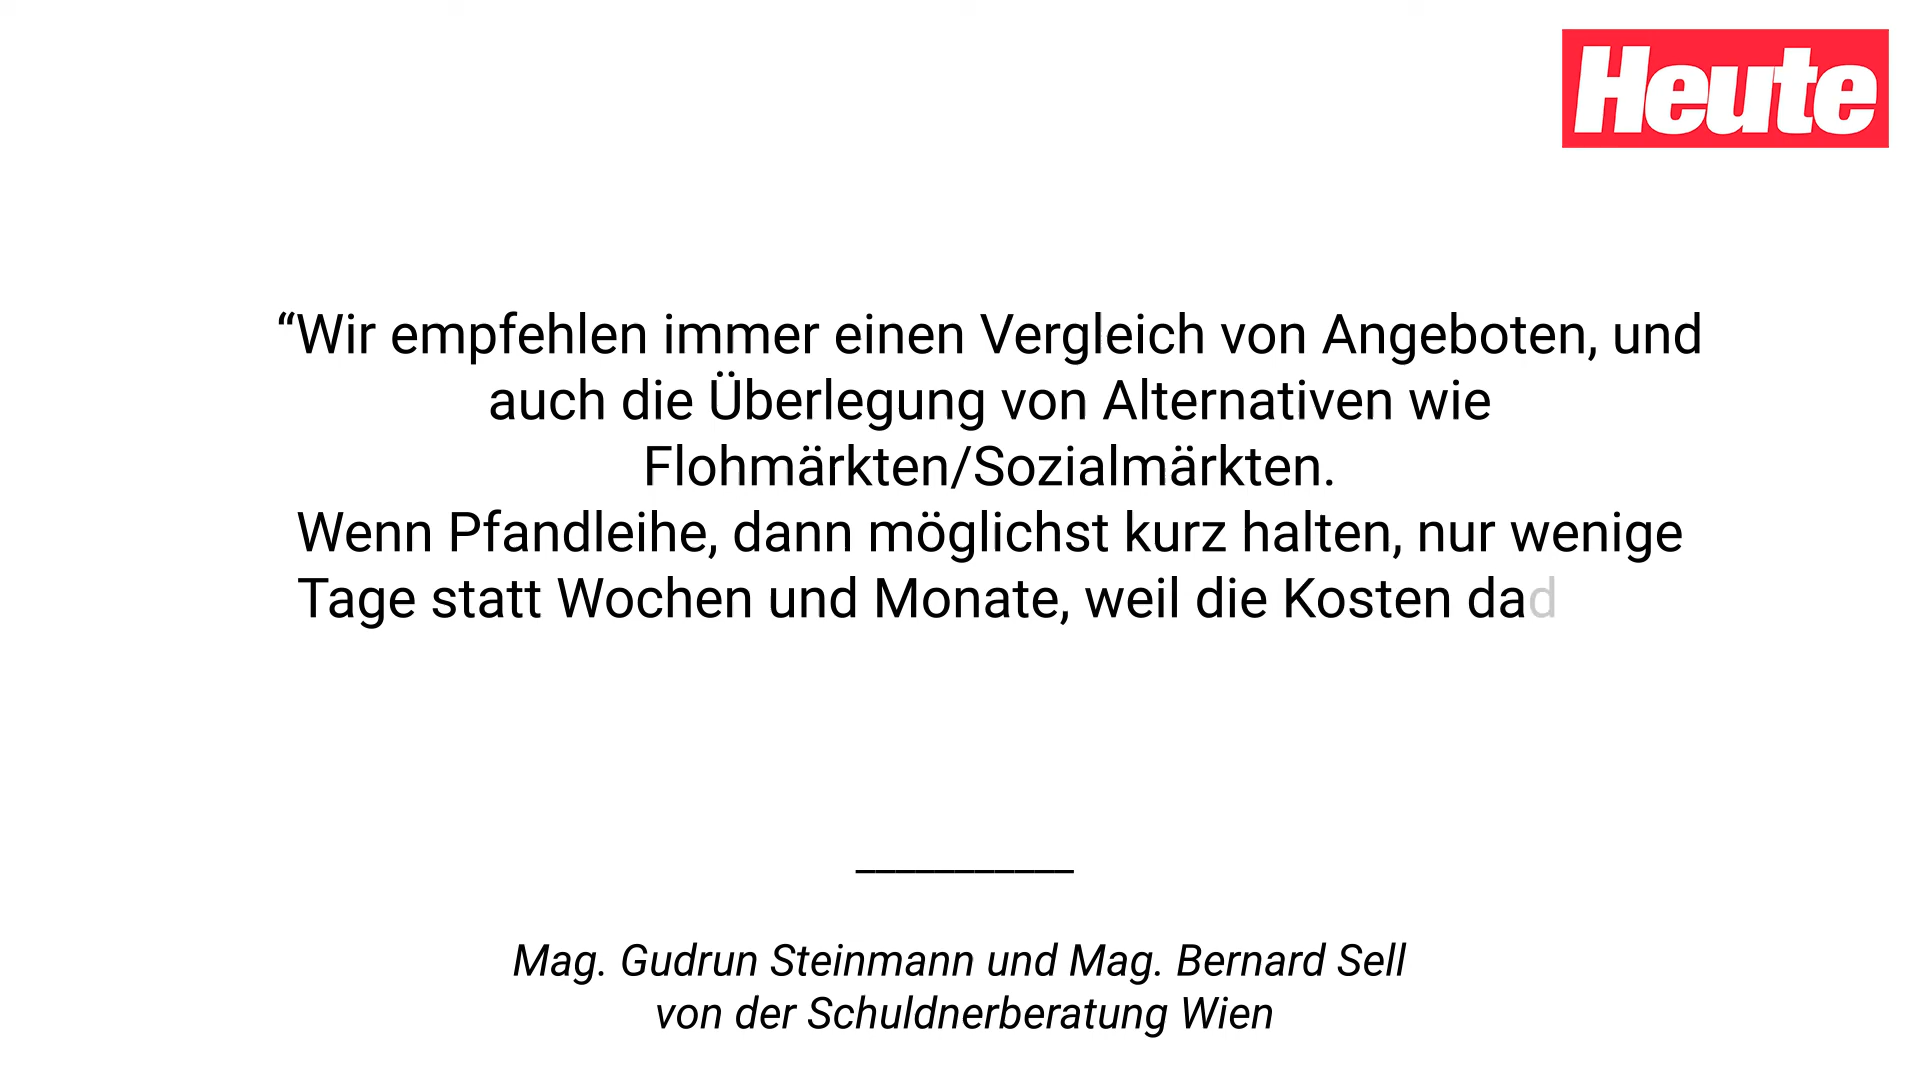 Heute
“Wir empfehlen immer einen Vergleich von Angeboten, und
auch die Überlegung von Alternativen wie
Flohmärkten/Sozialmärkten.
Wenn Pfandleihe, dann möglichst kurz halten, nur wenige
Tage statt Wochen und Monate, weil die Kosten dad
___________
Mag. Gudrun Steinmann und Mag. Bernard Sell
von der Schuldnerberatung Wien